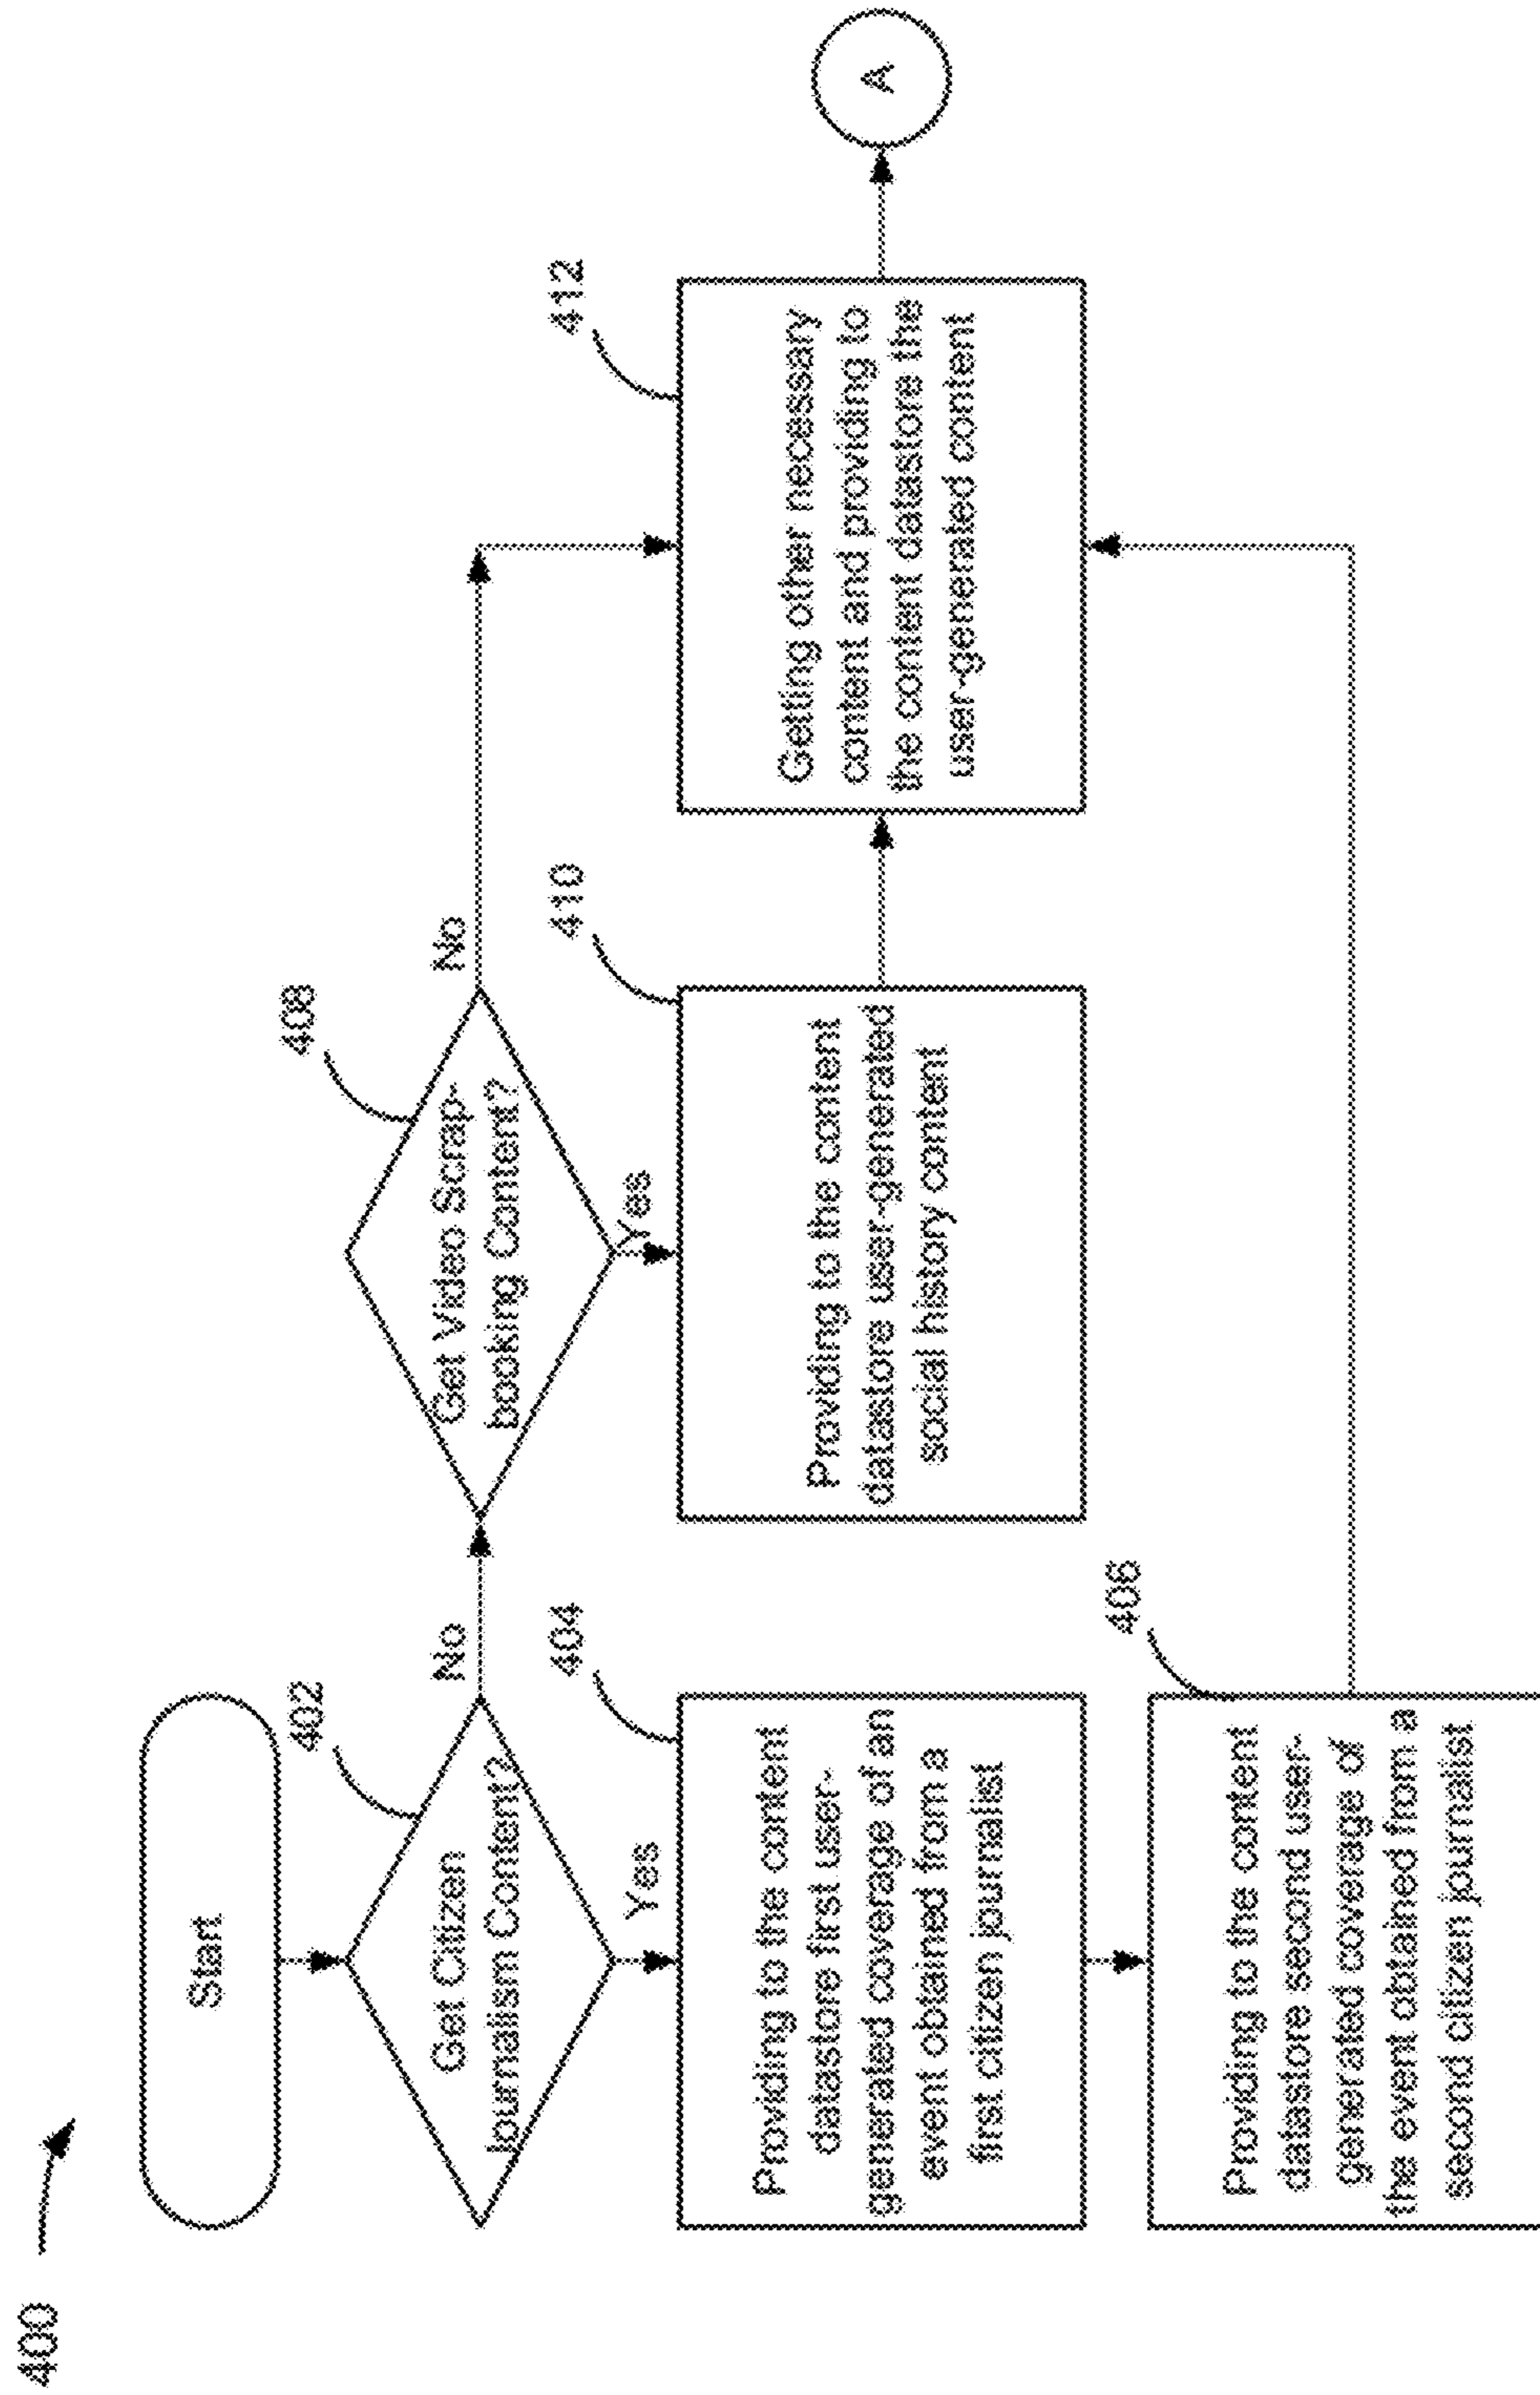 400
Start
402
Get Citizen
Journalism Content?
No
Yes
404
Providing to the content
datastore first user-
generated coverage of an
event obtained from a
first citizen journalist
406
Providing to the content
datastore second user-
generated coverage of
the event obtained from a
second citizen journalist
408
Get Video Scrap-
booking Content?
No
Yes
410
Providing to the content
datastore user-generated
social history content
412
Getting other necessary
content and providing to
the content datastore the
user-generated content
A